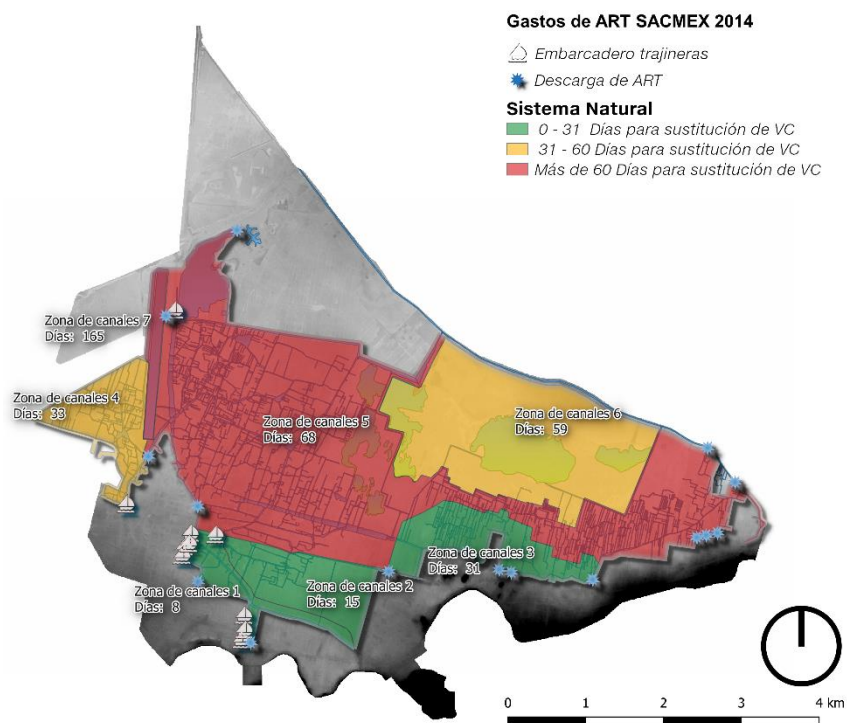 Gastos de ART SACMEX 2014
Embarcadero trajineras
Descarga de ART
Sistema Natural
0 - 31 Días para sustitución de VC
31 - 60 Días para sustitución de VC
Más de 60 Días para sustitución de VC
Zona de canales 7
Días: 165
Zona de canales 4
Días: 33
Zona de canales 5
Días: 68
Zona de canales 6
Días: 59
Zona de canales 3
Días: 31
Zona de canales 1
Días: 8
Zona de canales 2
Días: 15
0 1 2 3 4 km